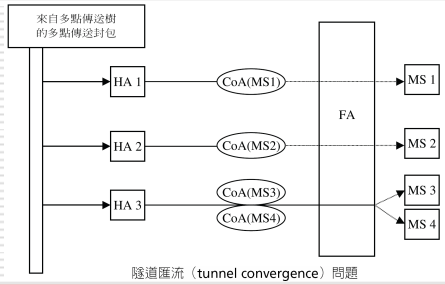 來自多點傳送樹
的多點傳送封包
HA 1
CoA(MS1)
MS 1
FA
HA 2
CoA(MS2)
MS 2
HA 3
CoA(MS3)
CoA(MS4)
MS 3
MS 4
隧道匯流（tunnel convergence）問題